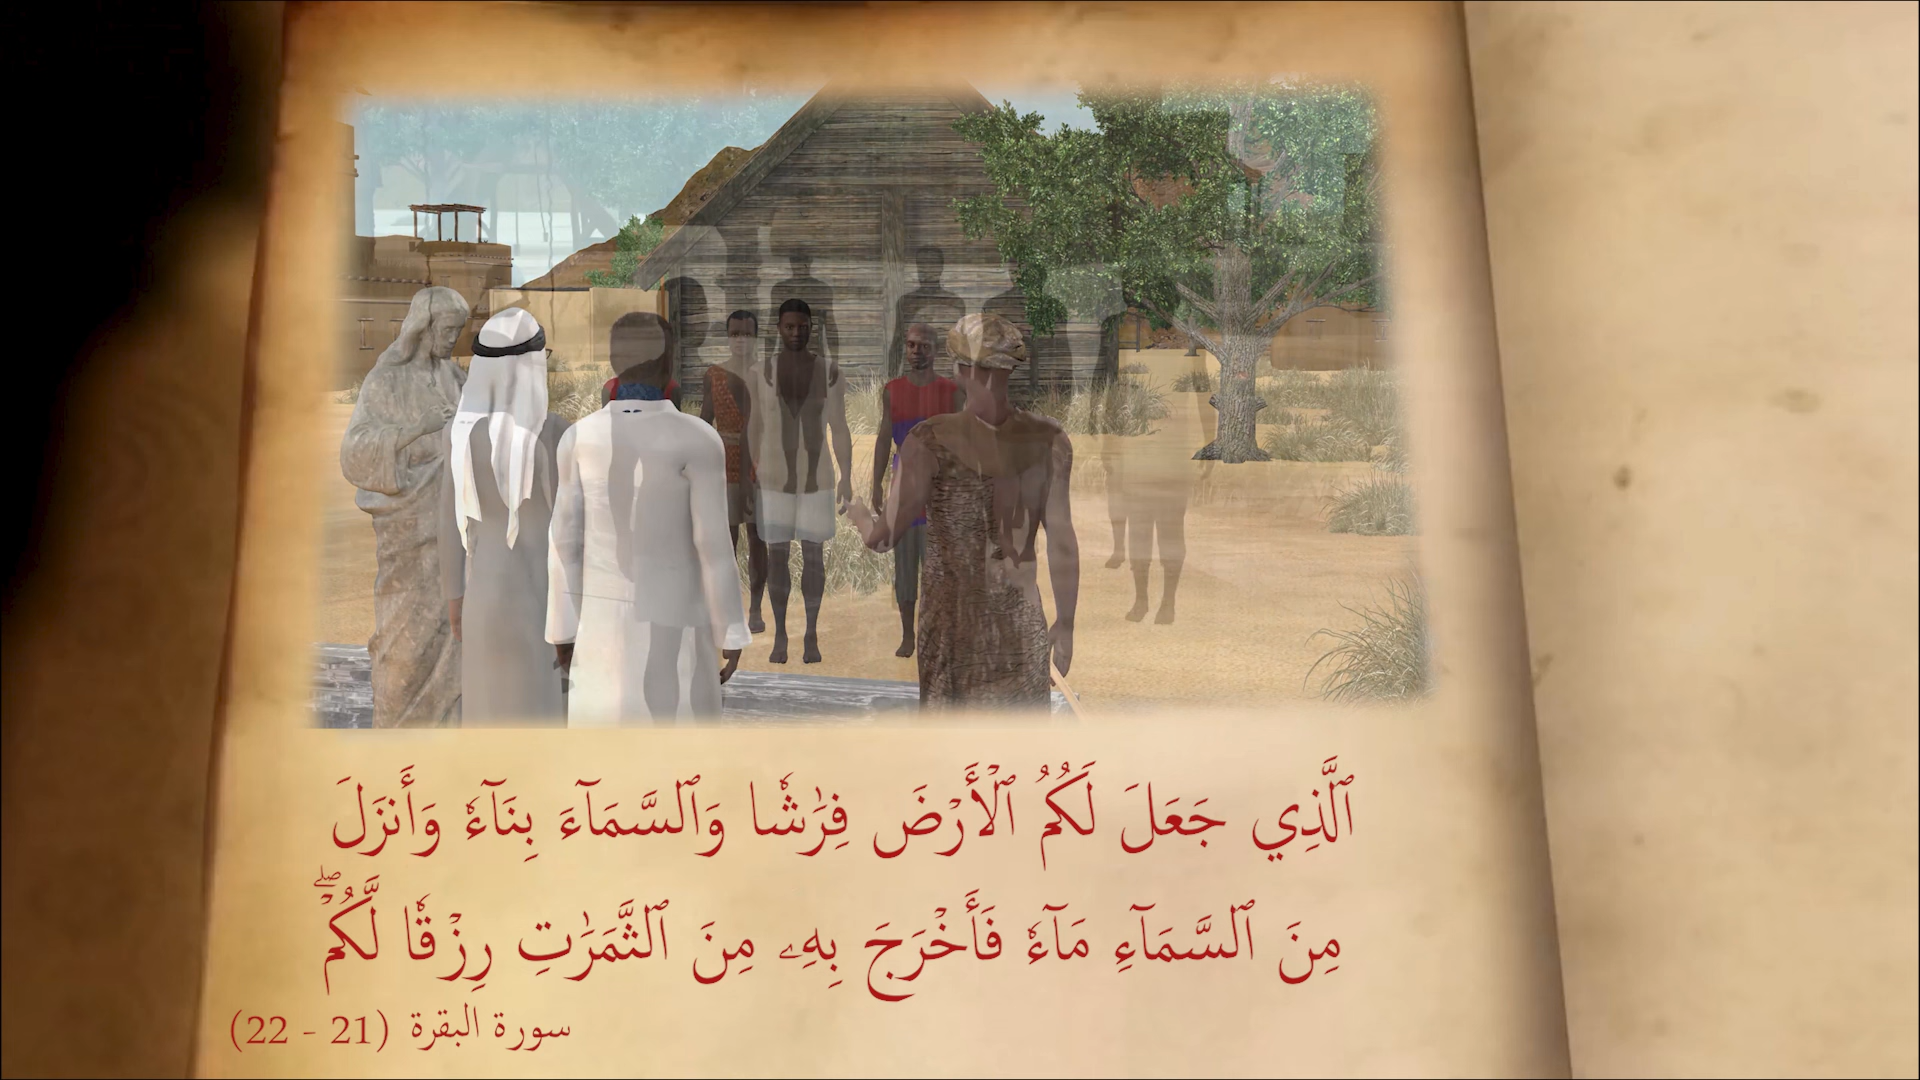 ٱلَّذِي جَعَلَ لَكُمُ ٱلْأَرْضَ فِرَٰشٗا وَٱلسَّمَآءَ بِنَآءٗ وَأَنزَلَ
مِنَ ٱلسَّمَآءِ مَآءٗ فَأَخْرَجَ بِهِۦ مِنَ ٱلثَّمَرَٰتِ رِزْقٗا لَّكُمْۖ
سورة البقرة (21 - 22)